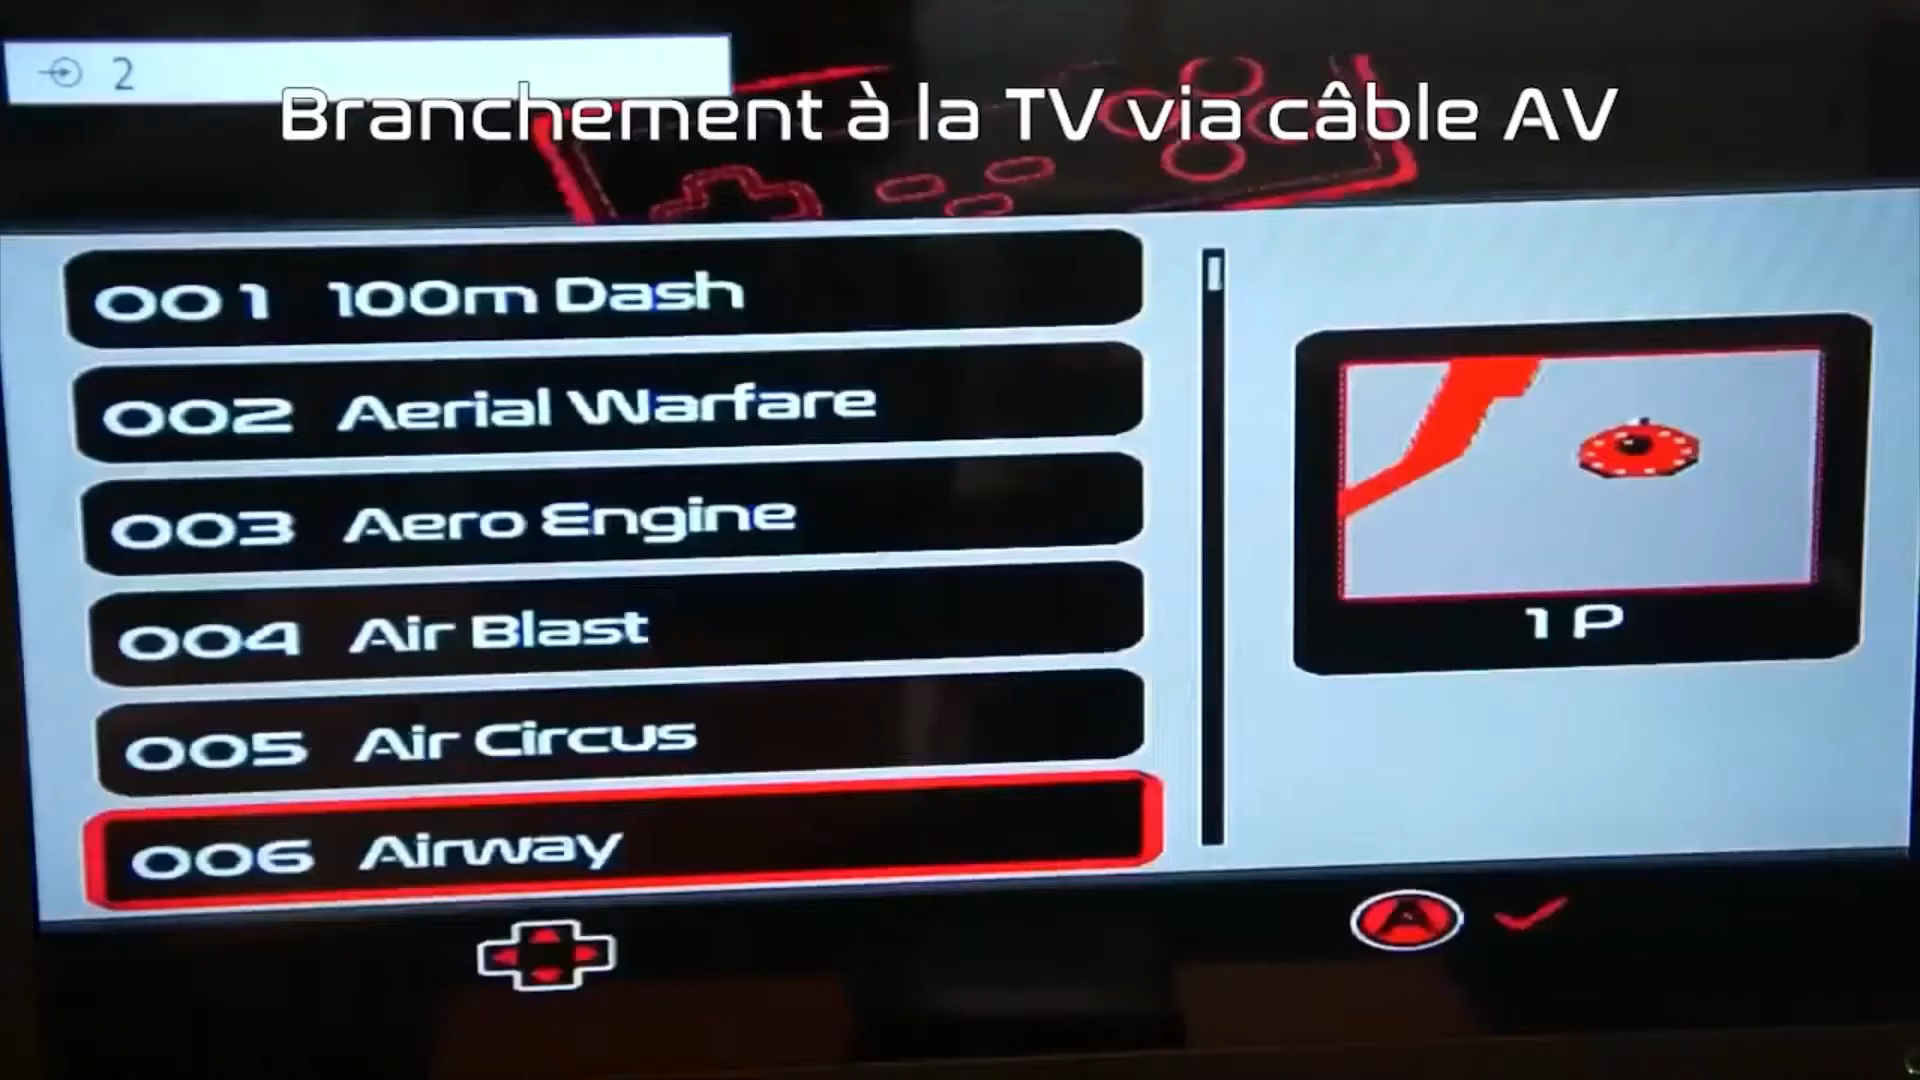 2
Branchement à la TV via câble AV
001 100m Dash
002 Aerial Warfare
003 Aero Engine
004 Air Blast
005 Air Circus
006 Airway
1P
A